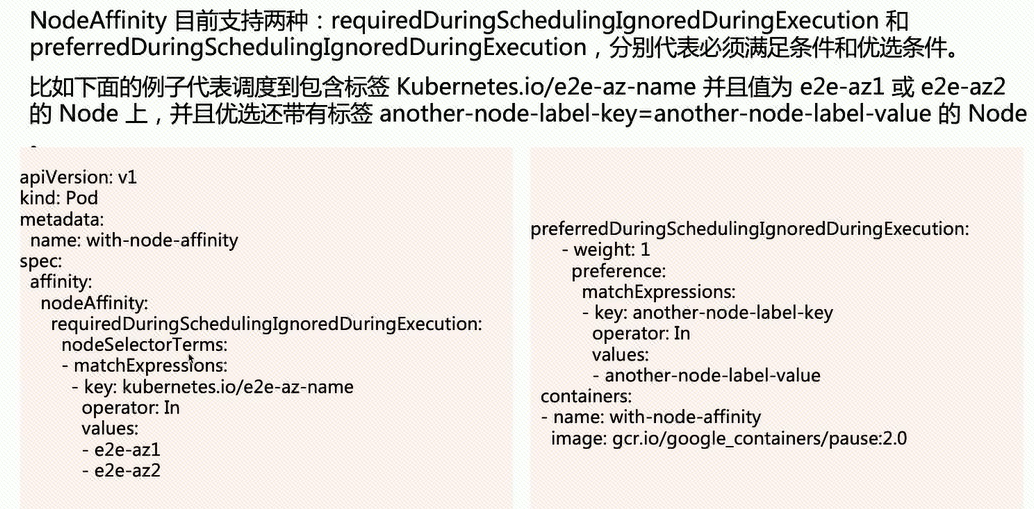 NodeAffinity 目前支持两种：requiredDuringSchedulingIgnoredDuringExecution 和
preferredDuringSchedulingIgnoredDuringExecution，分别代表必须满足条件和优选条件。
比如下面的例子代表调度到包含标签 Kubernetes.io/e2e-az-name 并且值为 e2e-az1 或 e2e-az2
的 Node 上，并且优选还带有标签 another-node-label-key=another-node-label-value 的 Node
。
apiVersion: v1
kind: Pod
metadata:
  name: with-node-affinity
spec:
  affinity:
    nodeAffinity:
      requiredDuringSchedulingIgnoredDuringExecution:
        nodeSelectorTerms:
        - matchExpressions:
          - key: kubernetes.io/e2e-az-name
            operator: In
            values:
            - e2e-az1
            - e2e-az2
preferredDuringSchedulingIgnoredDuringExecution:
      - weight: 1
        preference:
          matchExpressions:
          - key: another-node-label-key
            operator: In
            values:
            - another-node-label-value
  containers:
  - name: with-node-affinity
    image: gcr.io/google_containers/pause:2.0